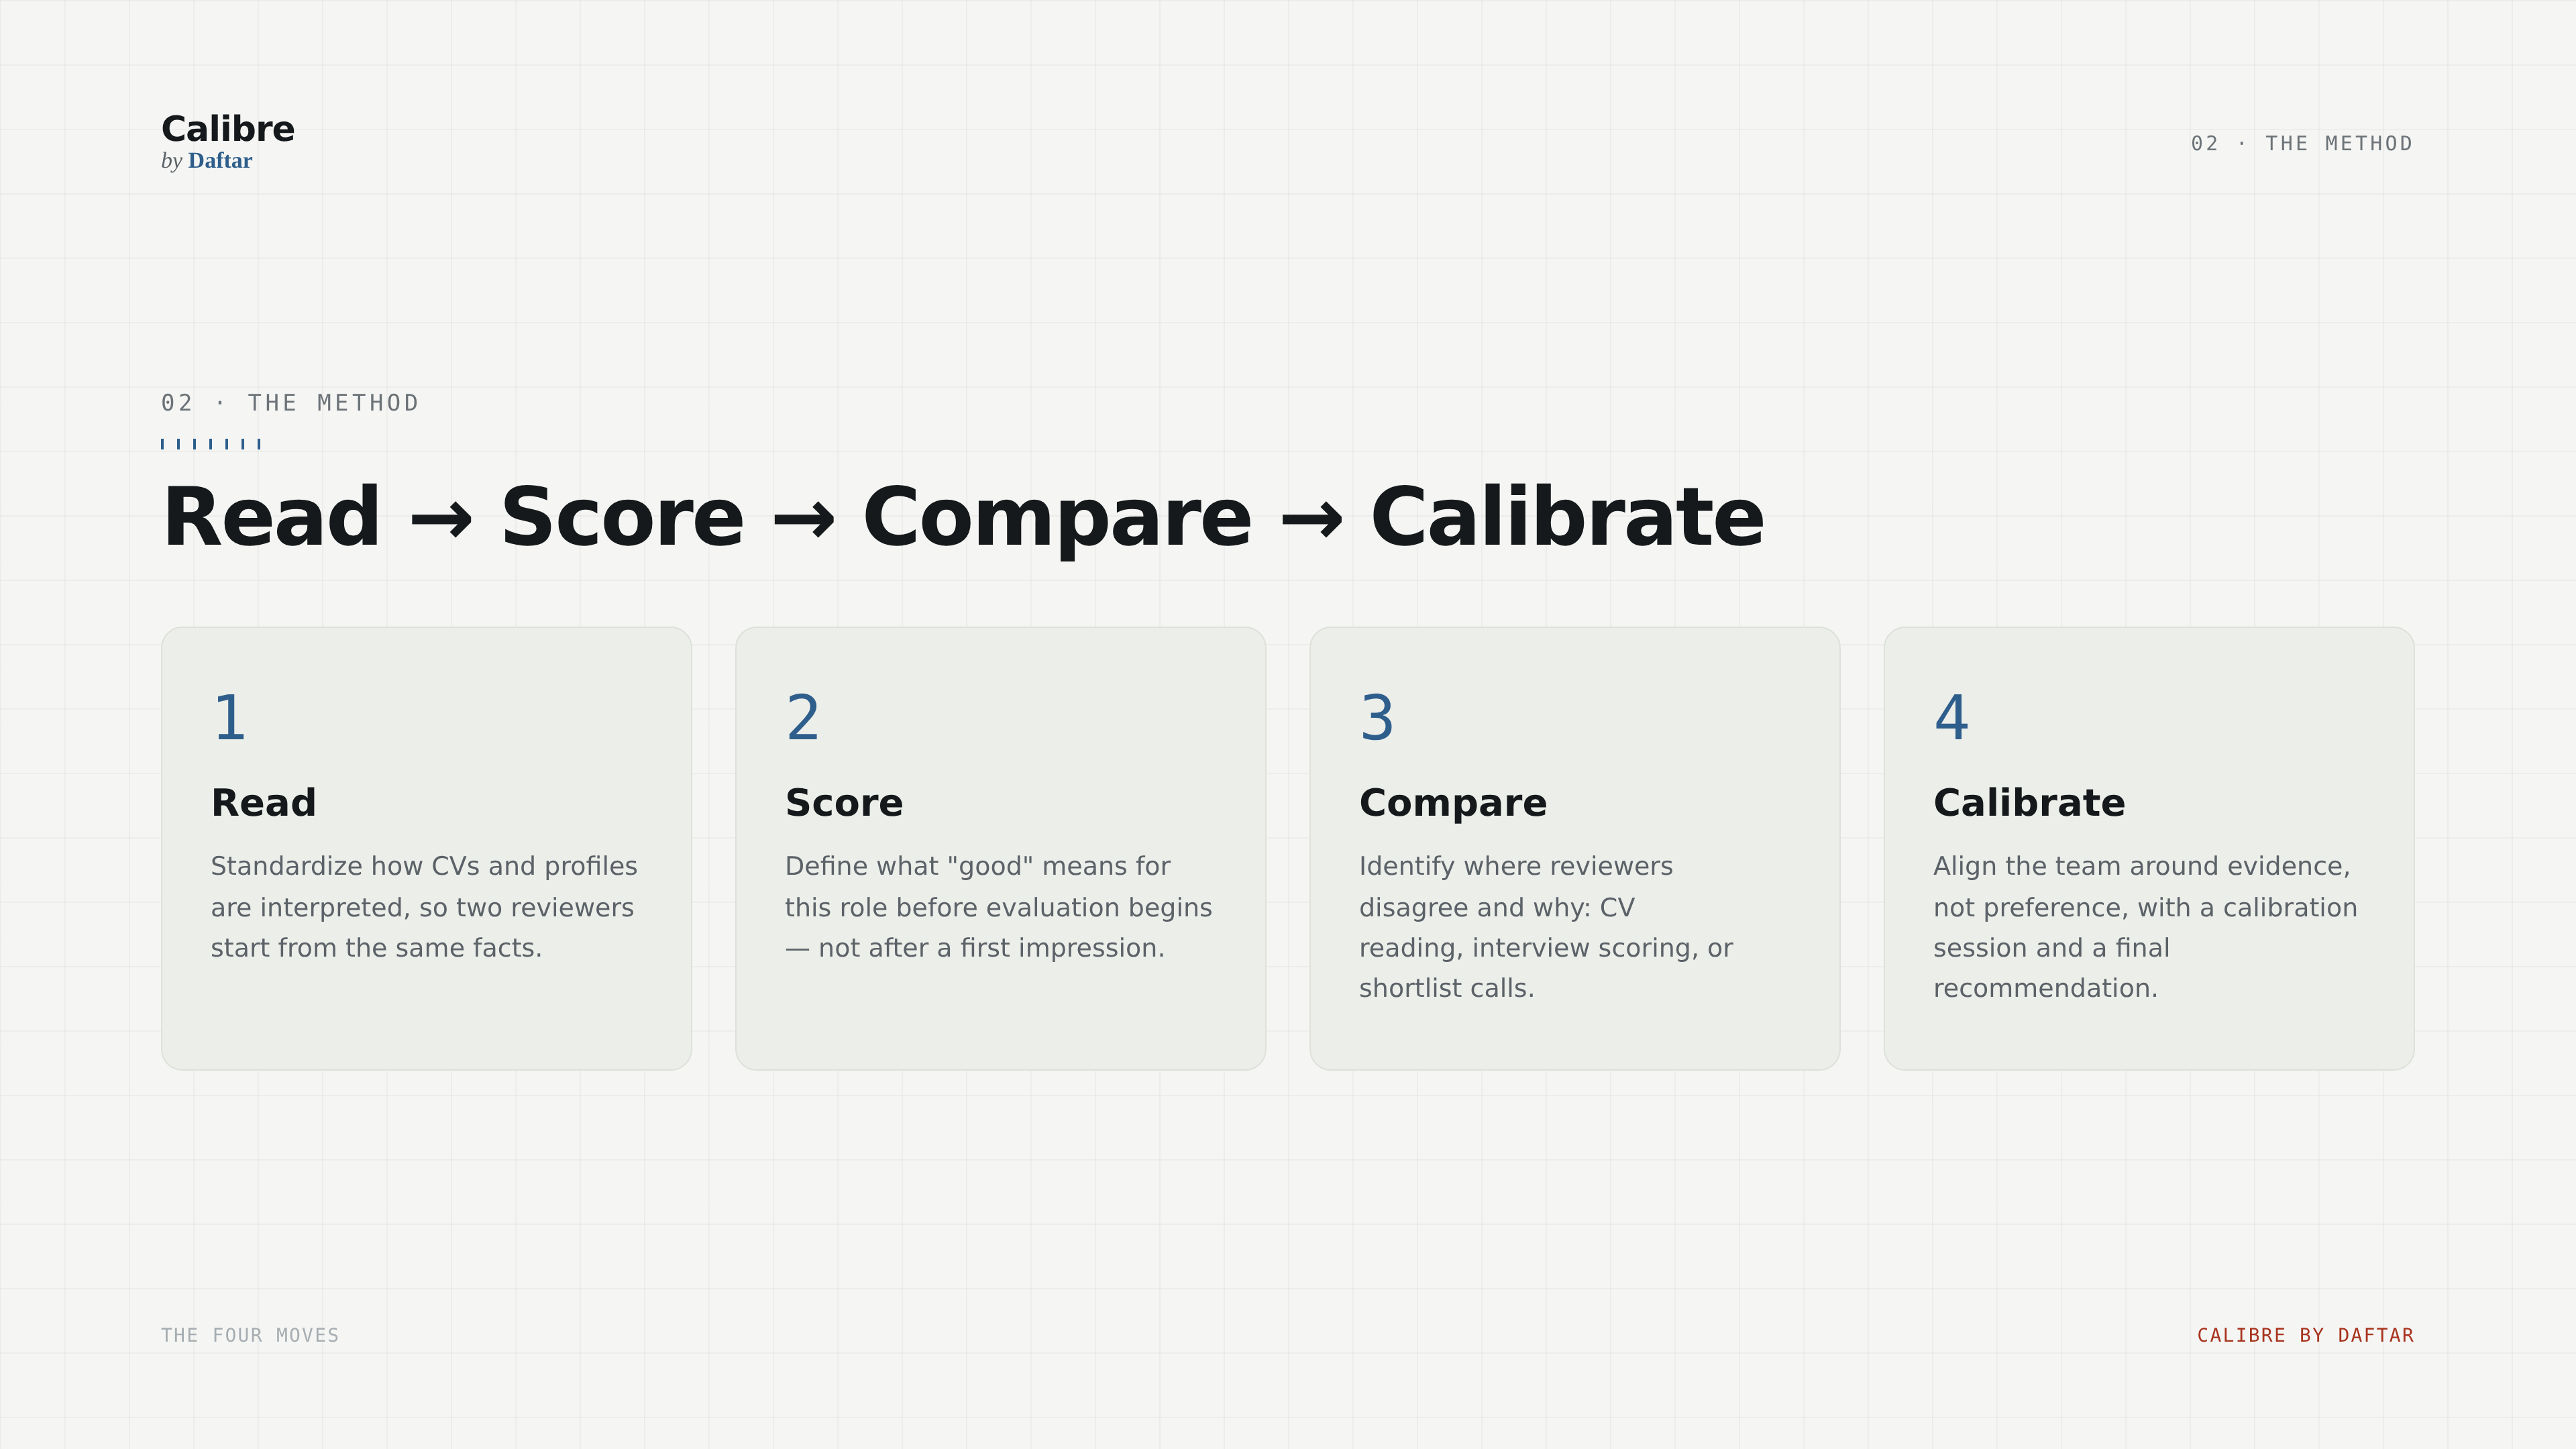 Calibre
by Daftar
02 · THE METHOD
02 · THE METHOD
Read → Score → Compare → Calibrate
1
Read
Standardize how CVs and profiles
are interpreted, so two reviewers
start from the same facts.
2
Score
Define what "good" means for
this role before evaluation begins
— not after a first impression.
3
Compare
Identify where reviewers
disagree and why: CV
reading, interview scoring, or
shortlist calls.
4
Calibrate
Align the team around evidence,
not preference, with a calibration
session and a final
recommendation.
THE FOUR MOVES
CALIBRE BY DAFTAR